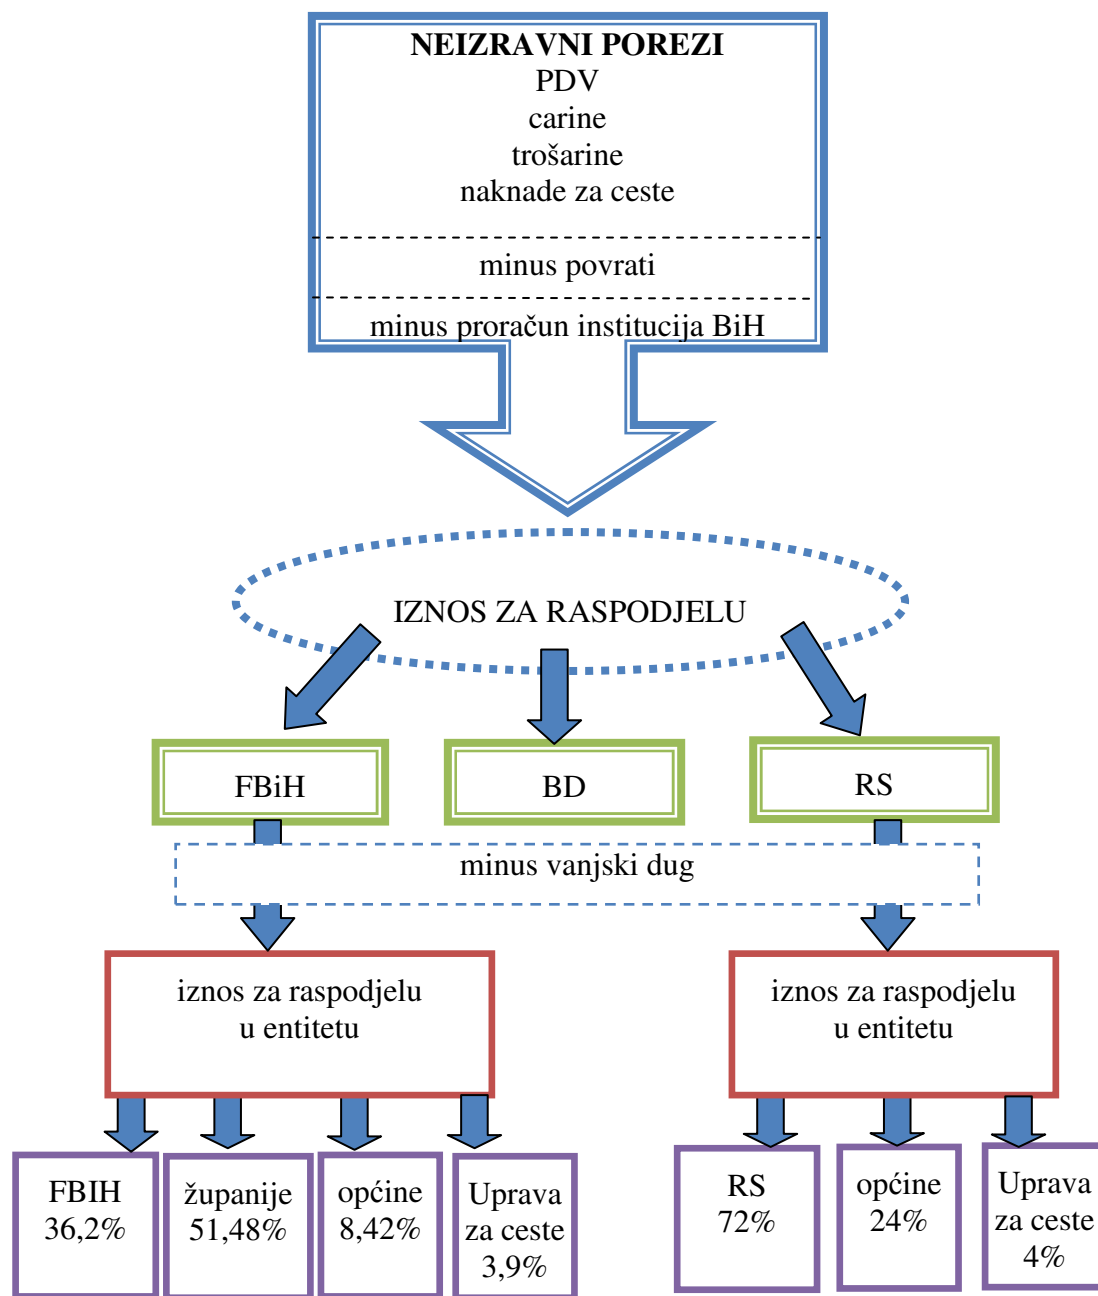 NEIZRAVNI POREZI
PDV
carine
trošarine
naknade za ceste
minus povrati
minus proračun institucija BiH
IZNOS ZA RASPODJELU
FBiH
BD
RS
minus vanjski dug
iznos za raspodjelu
u entitetu
iznos za raspodjelu
u entitetu
FBIH
36,2%
županije
51,48%
općine
8,42%
Uprava
za ceste
3,9%
RS
72%
općine
24%
Uprava
za ceste
4%